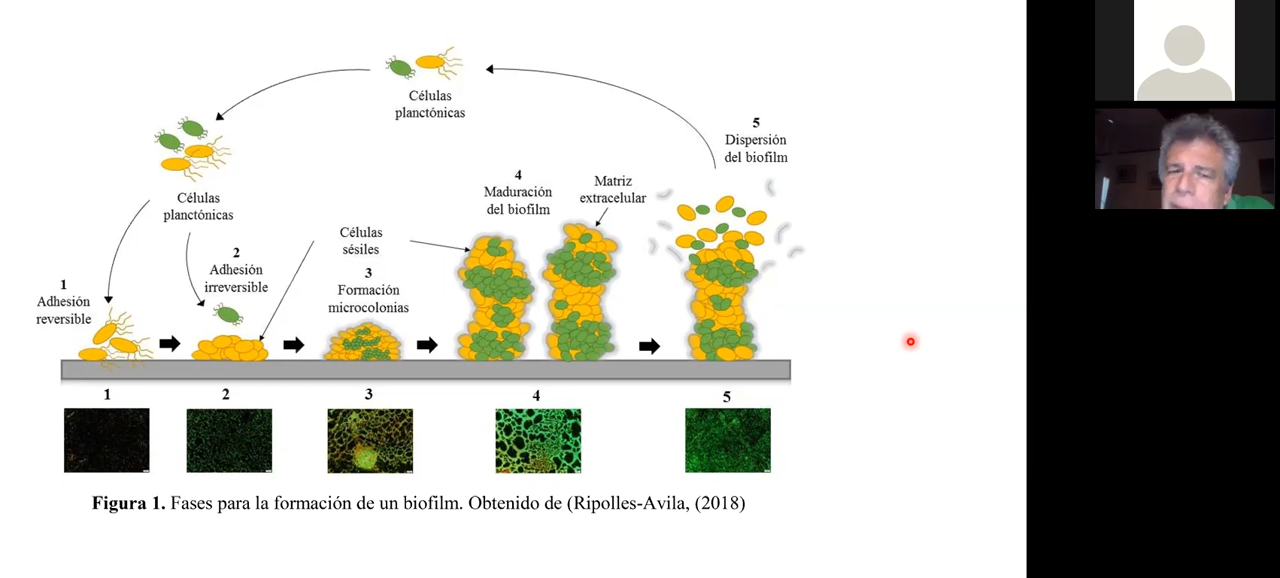 Células
planctónicas
5
Dispersión
del biofilm
4
Maduración
del biofilm
Matriz
extracelular
Células
planctónicas
Células
sésiles
2
Adhesión
irreversible
3
Formación
microcolonias
1
Adhesión
reversible
1
2
3
4
5
Figura 1. Fases para la formación de un biofilm. Obtenido de (Ripolles-Avila, (2018)